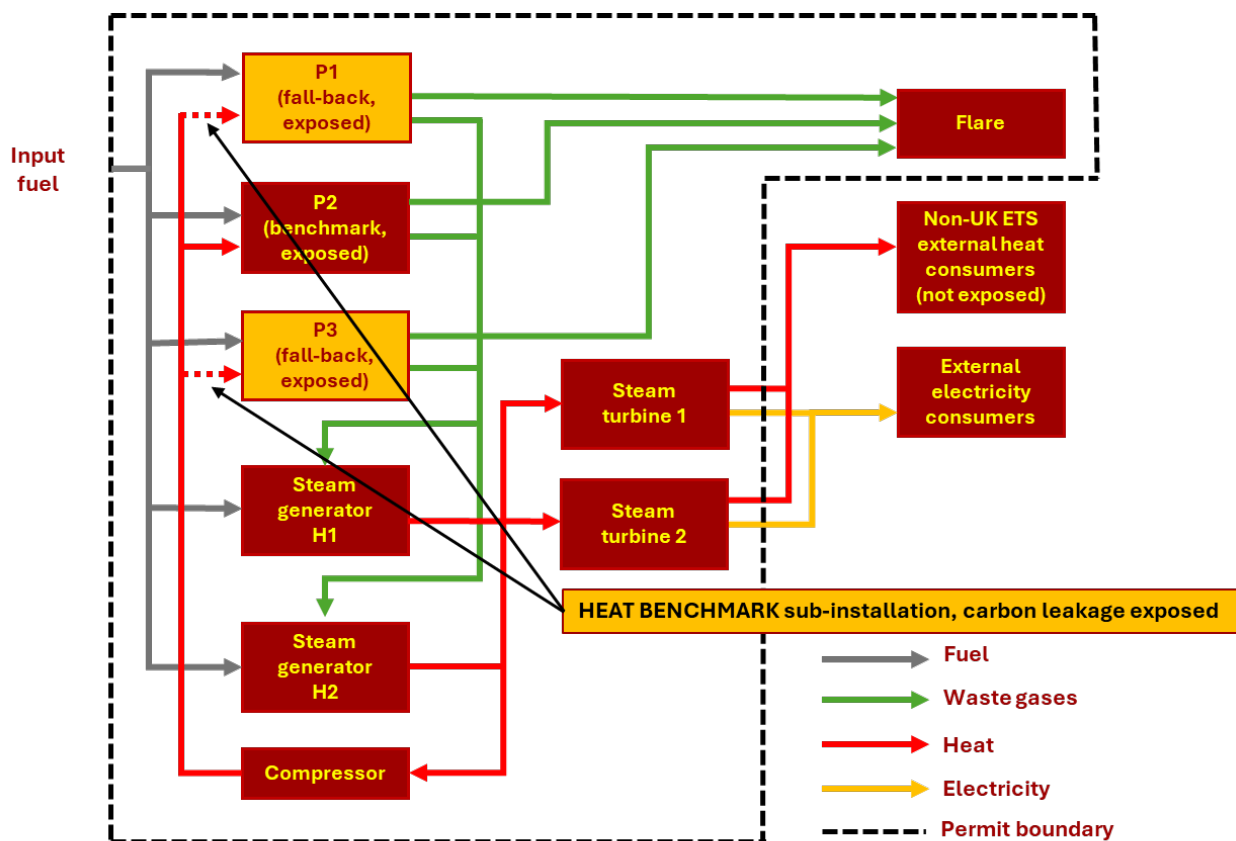 Input
fuel
P1
(fall-back,
exposed)
P2
(benchmark,
exposed)
P3
(fall-back,
exposed)
Steam
generator
H1
Steam
generator
H2
Compressor
Steam
turbine 1
Steam
turbine 2
Flare
Non-UK ETS
external heat
consumers
(not exposed)
External
electricity
consumers
HEAT BENCHMARK sub-installation, carbon leakage exposed
Fuel
Waste gases
Heat
Electricity
Permit boundary